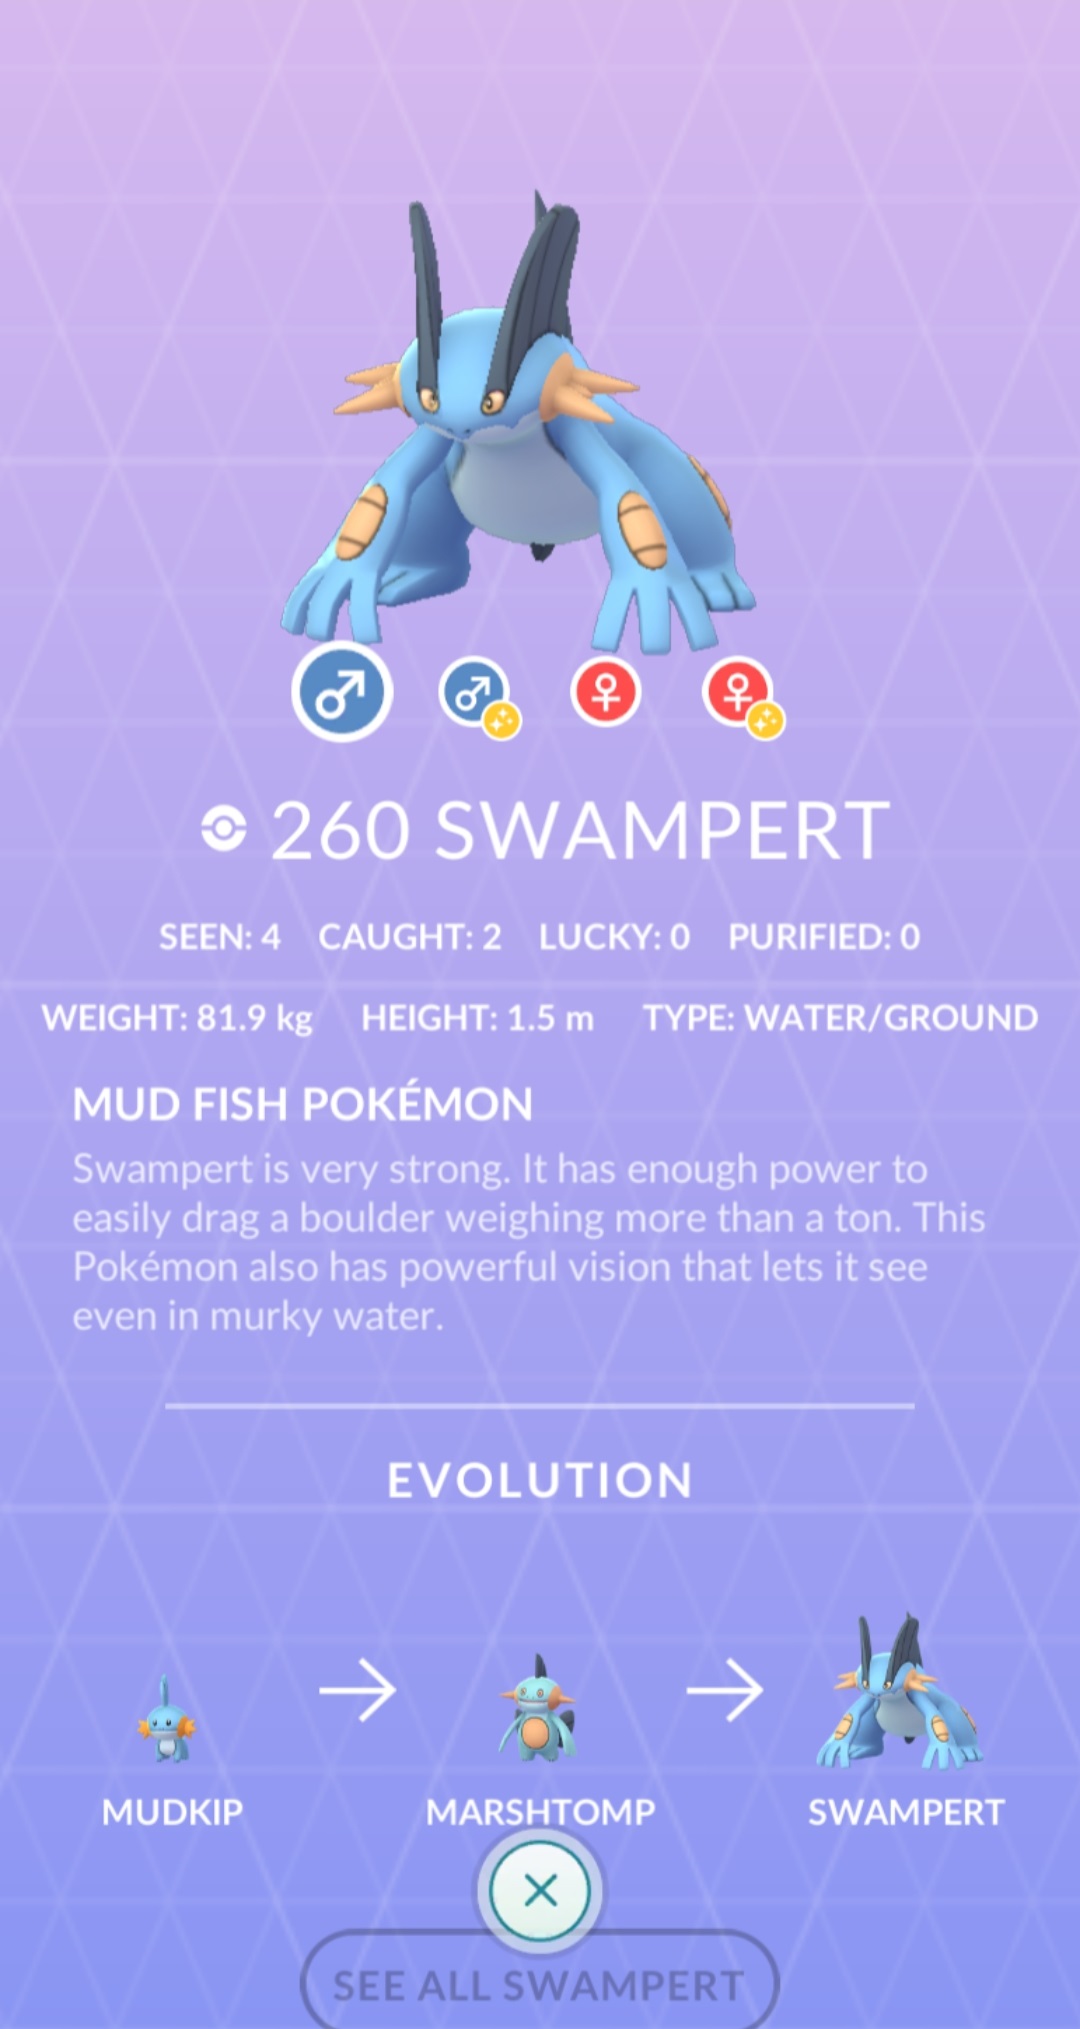 260 SWAMPERT
SEEN: 4 CAUGHT: 2 LUCKY: 0 PURIFIED: 0
WEIGHT: 81.9 kg HEIGHT: 1.5 m TYPE: WATER/GROUND
MUD FISH POKÉMON
Swampert is very strong. It has enough power to
easily drag a boulder weighing more than a ton. This
Pokémon also has powerful vision that lets it see
even in murky water.
EVOLUTION
MUDKIP MARSHTOMP SWAMPERT
SEE ALL SWAMPERT